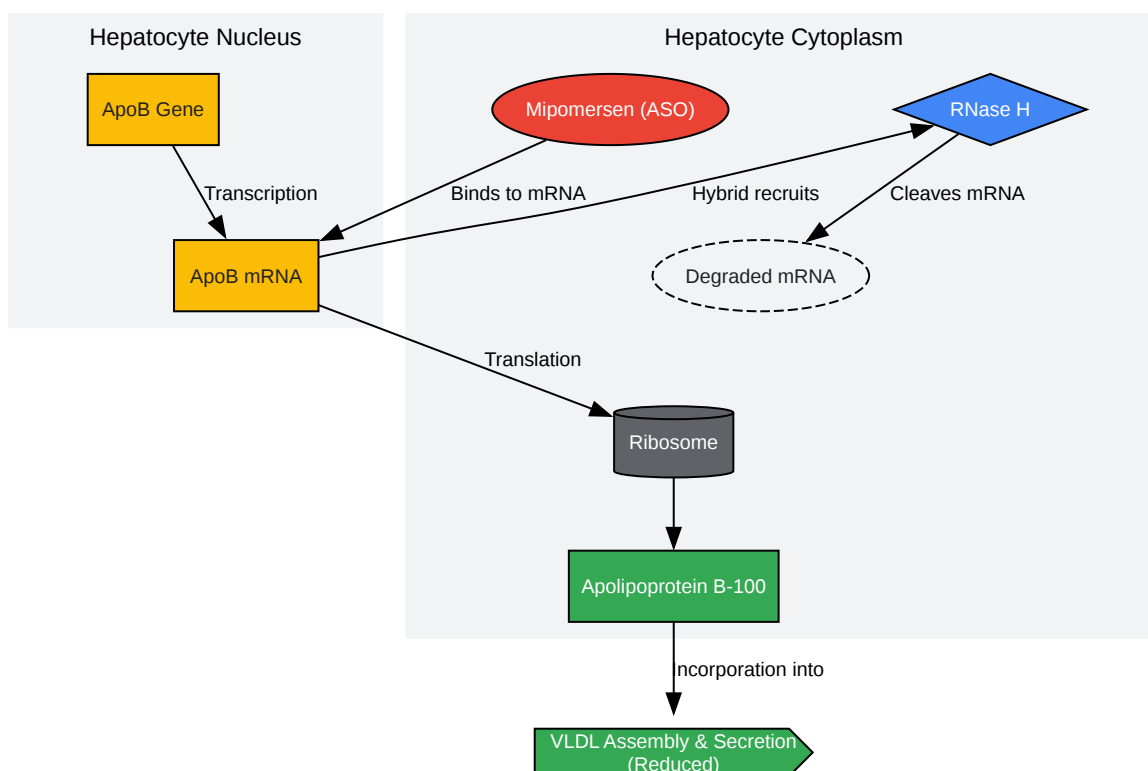 Hepatocyte Nucleus
Hepatocyte Cytoplasm
ApoB Gene
Mipomersen (ASO)
RNase H
Transcription
Binds to mRNA
Hybrid recruits
Cleaves mRNA
ApoB mRNA
Degraded mRNA
Translation
Ribosome
Apolipoprotein B-100
Incorporation into
VLDL Assembly & Secretion
(Reduced)